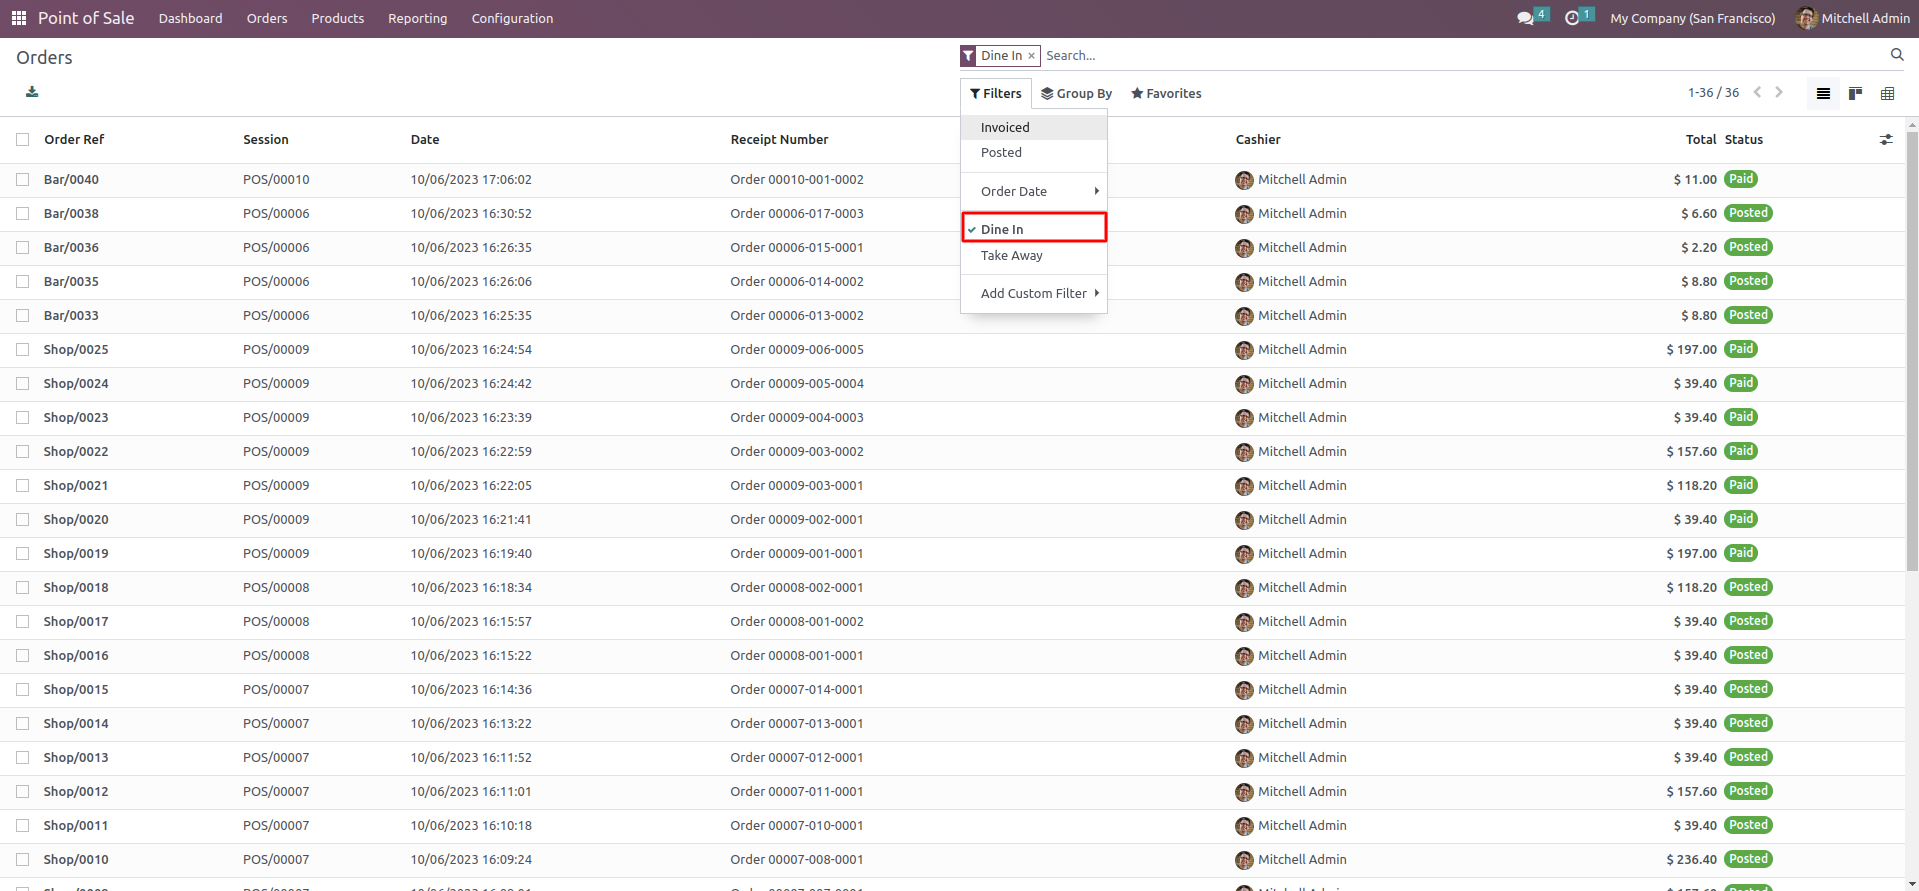 Point of Sale Dashboard Orders Products Reporting Configuration 4 1 My Company (San Francisco) Mitchell Admin
Orders Dine In × Search...
Filters Group By Favorites 1-36 / 36
Invoiced
Posted
Order Date
Dine In
Take Away
Add Custom Filter
Order Ref Session Date Receipt Number Cashier Total Status
Bar/0040 POS/00010 10/06/2023 17:06:02 Order 00010-001-0002 Mitchell Admin $ 11.00 Paid
Bar/0038 POS/00006 10/06/2023 16:30:52 Order 00006-017-0003 Mitchell Admin $ 6.60 Posted
Bar/0036 POS/00006 10/06/2023 16:26:35 Order 00006-015-0001 Mitchell Admin $ 2.20 Posted
Bar/0035 POS/00006 10/06/2023 16:26:06 Order 00006-014-0002 Mitchell Admin $ 8.80 Posted
Bar/0033 POS/00006 10/06/2023 16:25:35 Order 00006-013-0002 Mitchell Admin $ 8.80 Posted
Shop/0025 POS/00009 10/06/2023 16:24:54 Order 00009-006-0005 Mitchell Admin $ 197.00 Paid
Shop/0024 POS/00009 10/06/2023 16:24:42 Order 00009-005-0004 Mitchell Admin $ 39.40 Paid
Shop/0023 POS/00009 10/06/2023 16:23:39 Order 00009-004-0003 Mitchell Admin $ 39.40 Paid
Shop/0022 POS/00009 10/06/2023 16:22:59 Order 00009-003-0002 Mitchell Admin $ 157.60 Paid
Shop/0021 POS/00009 10/06/2023 16:22:05 Order 00009-003-0001 Mitchell Admin $ 118.20 Paid
Shop/0020 POS/00009 10/06/2023 16:21:41 Order 00009-002-0001 Mitchell Admin $ 39.40 Paid
Shop/0019 POS/00009 10/06/2023 16:19:40 Order 00009-001-0001 Mitchell Admin $ 197.00 Paid
Shop/0018 POS/00008 10/06/2023 16:18:34 Order 00008-002-0001 Mitchell Admin $ 118.20 Posted
Shop/0017 POS/00008 10/06/2023 16:15:57 Order 00008-001-0002 Mitchell Admin $ 39.40 Posted
Shop/0016 POS/00008 10/06/2023 16:15:22 Order 00008-001-0001 Mitchell Admin $ 39.40 Posted
Shop/0015 POS/00007 10/06/2023 16:14:36 Order 00007-014-0001 Mitchell Admin $ 39.40 Posted
Shop/0014 POS/00007 10/06/2023 16:13:22 Order 00007-013-0001 Mitchell Admin $ 39.40 Posted
Shop/0013 POS/00007 10/06/2023 16:11:52 Order 00007-012-0001 Mitchell Admin $ 39.40 Posted
Shop/0012 POS/00007 10/06/2023 16:11:01 Order 00007-011-0001 Mitchell Admin $ 157.60 Posted
Shop/0011 POS/00007 10/06/2023 16:10:18 Order 00007-010-0001 Mitchell Admin $ 39.40 Posted
Shop/0010 POS/00007 10/06/2023 16:09:24 Order 00007-008-0001 Mitchell Admin $ 236.40 Posted